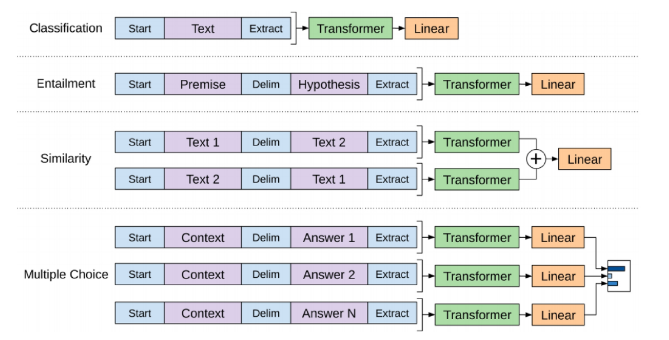 Classification Start Text Extract Transformer Linear
Entailment Start Premise Delim Hypothesis Extract Transformer Linear
Similarity
Start Text 1 Delim Text 2 Extract Transformer
+ Linear
Start Text 2 Delim Text 1 Extract Transformer
Start Context Delim Answer 1 Extract Transformer Linear
Multiple Choice Start Context Delim Answer 2 Extract Transformer Linear
Start Context Delim Answer N Extract Transformer Linear